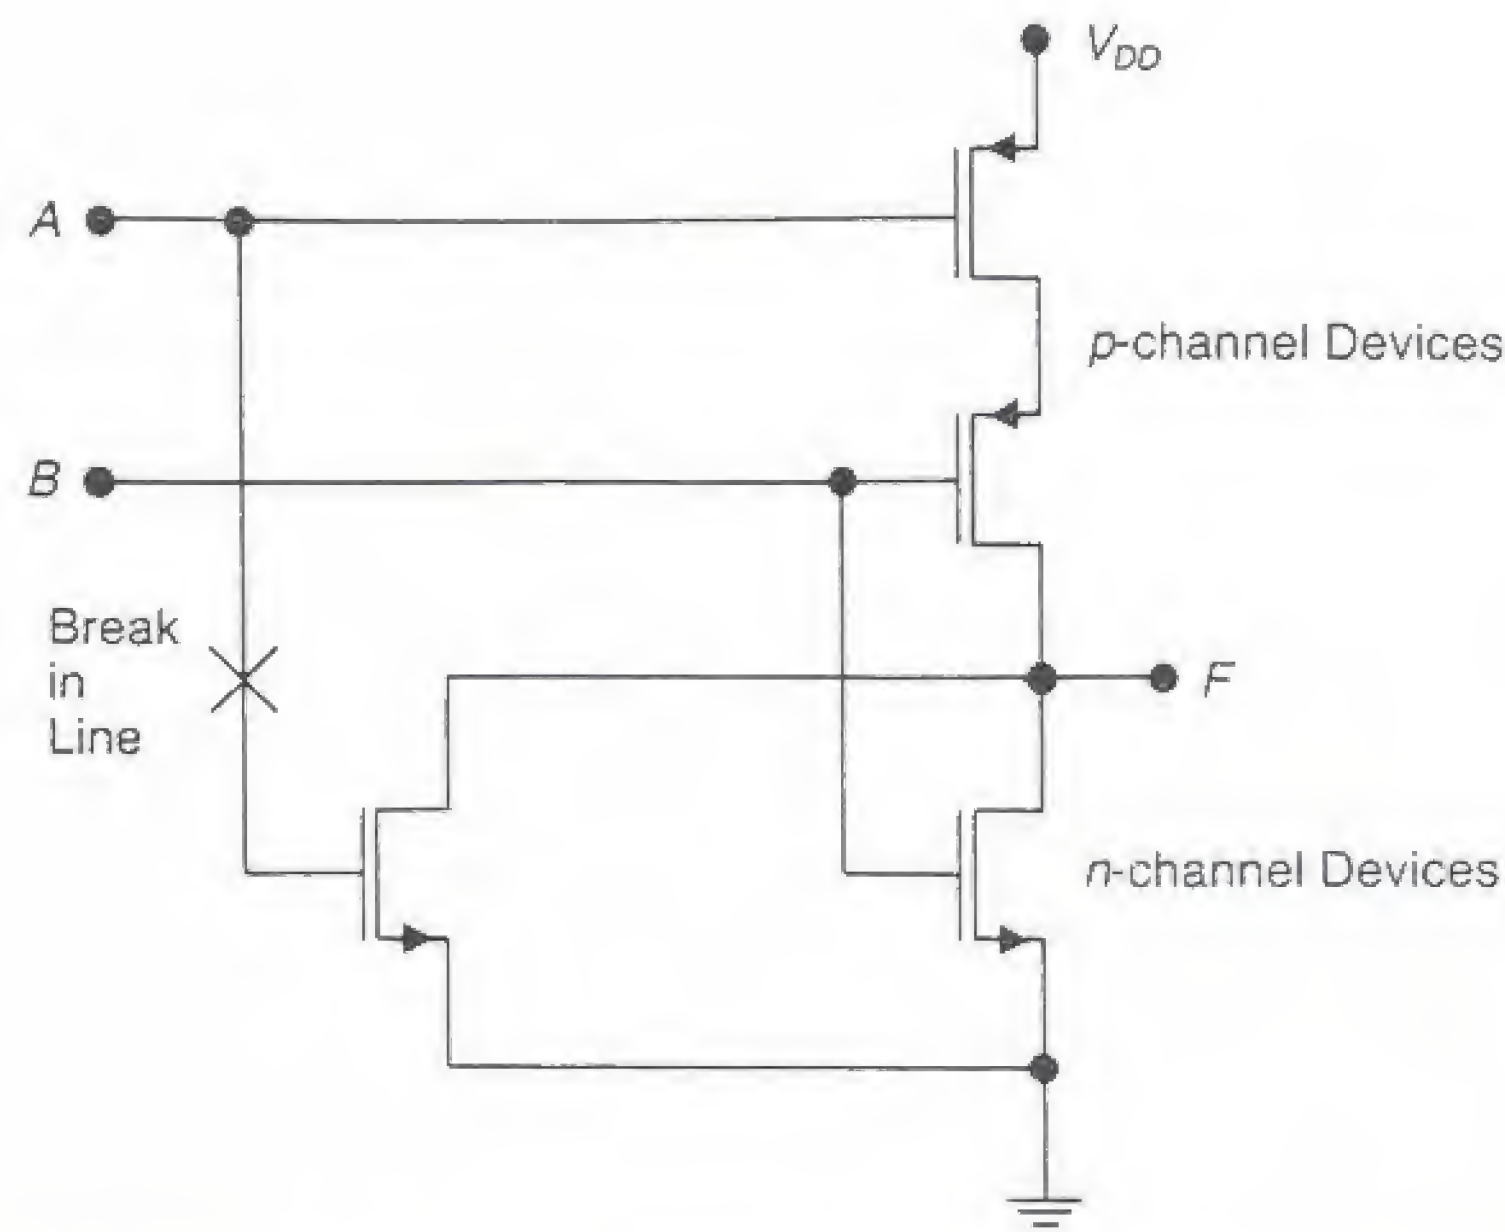 V_DD
A
p-channel Devices
B
Break
in
Line
F
n-channel Devices